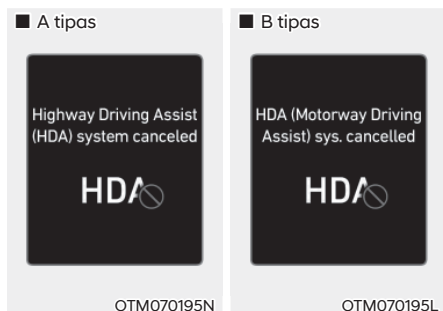 ■ A tipas
Highway Driving Assist
(HDA) system canceled
HDA
OTM070195N
■ B tipas
HDA (Motorway Driving
Assist) sys. cancelled
HDA
OTM070195L